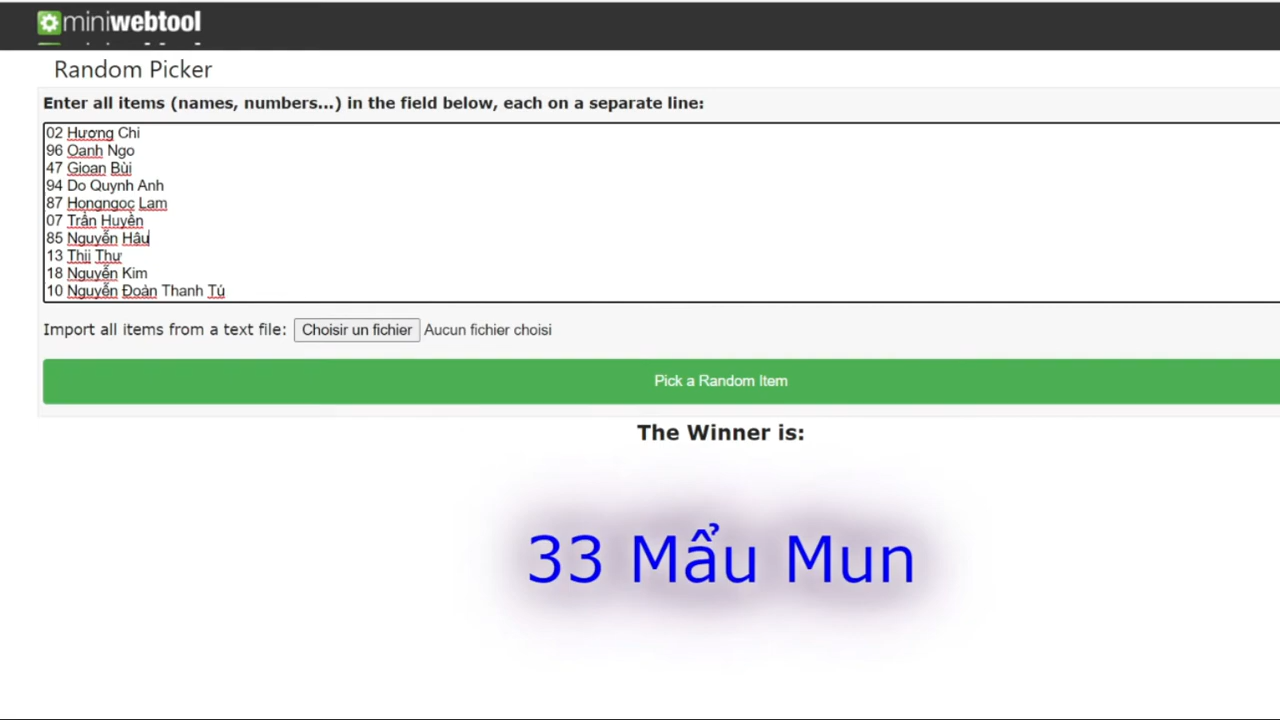 miniwebtool
Random Picker
Enter all items (names, numbers...) in the field below, each on a separate line:
02 Hương Chi
96 Oanh Ngo
47 Gioan Bùi
94 Do Quynh Anh
87 Hongngoc Lam
07 Trần Huyền
85 Nguyễn Hâu
13 Thii Thư
18 Nguyễn Kim
10 Nguyễn Đoàn Thanh Tú
Import all items from a text file: Choisir un fichier Aucun fichier choisi
Pick a Random Item
The Winner is:
33 Mẩu Mun